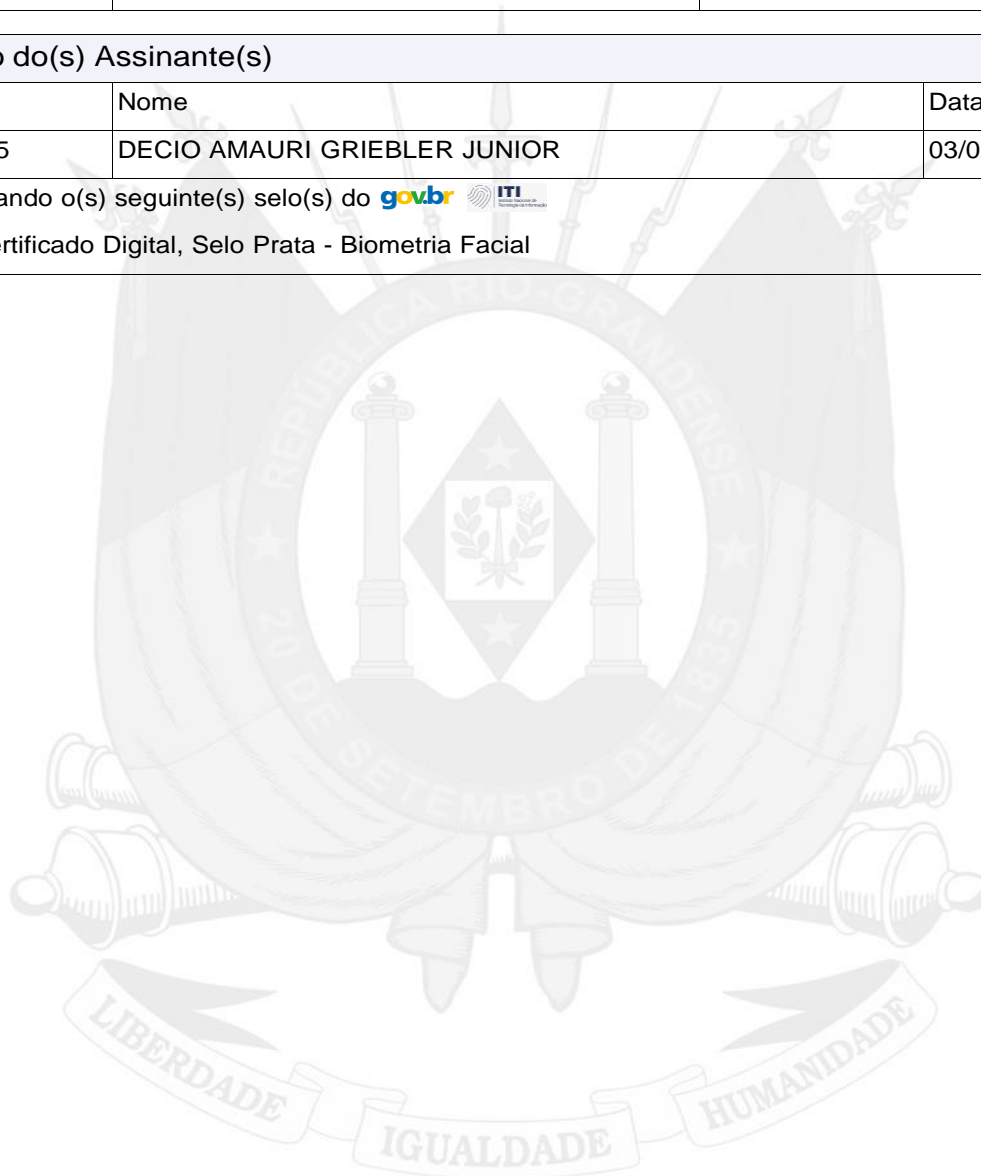 o do(s) Assinante(s)
Nome Data
5 DECIO AMAURI GRIEBLER JUNIOR 03/0
ando o(s) seguinte(s) selo(s) do gov.br ITI
ertificado Digital, Selo Prata - Biometria Facial
REPÚBLICA RIO-GRANDENSE
20 DE SETEMBRO DE 1835
LIBERDADE IGUALDADE HUMANIDADE